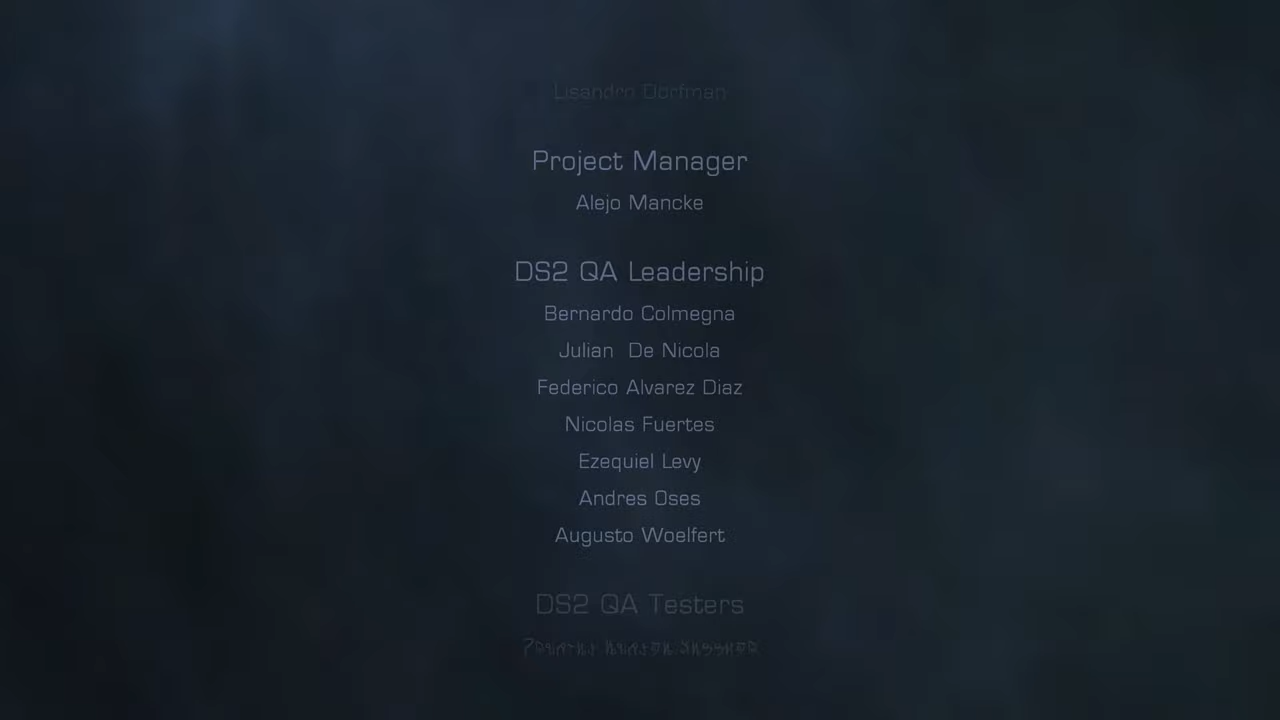 Lisandro Dorfman
Project Manager
Alejo Mancke
DS2 QA Leadership
Bernardo Colmegna
Julian  De Nicola
Federico Alvarez Diaz
Nicolas Fuertes
Ezequiel Levy
Andres Oses
Augusto Woelfert
DS2 QA Testers